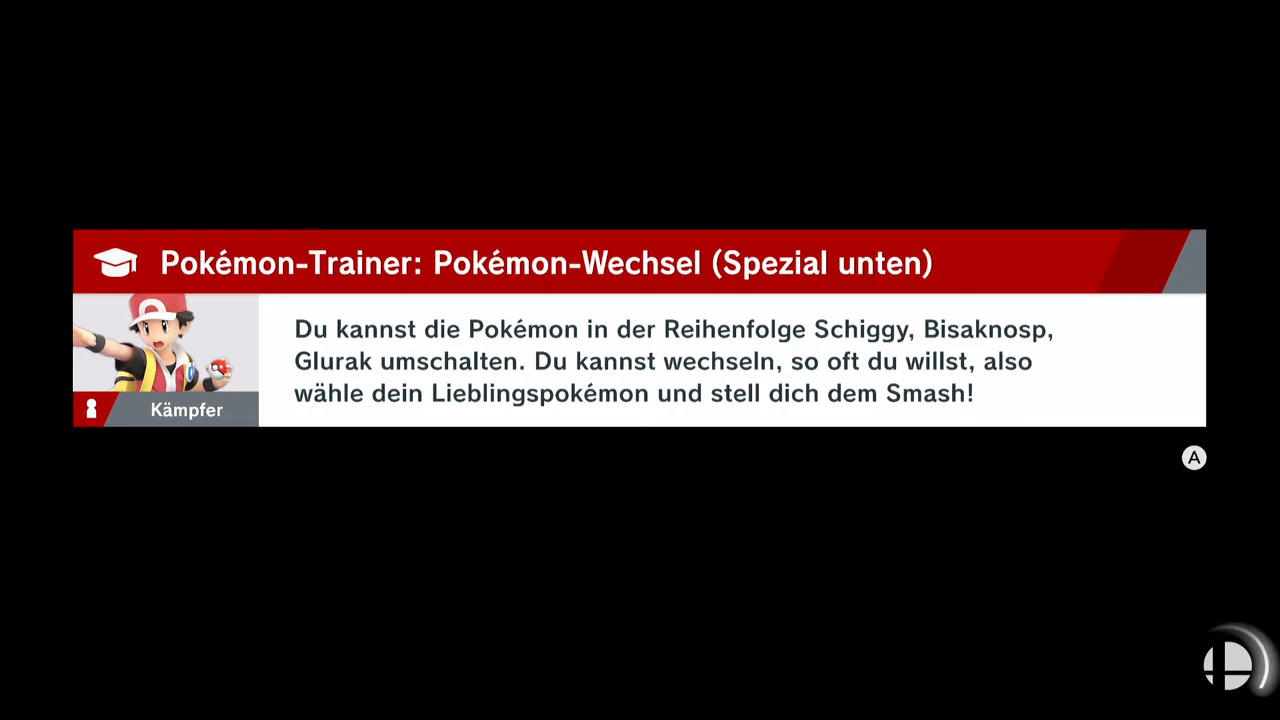 Pokémon-Trainer: Pokémon-Wechsel (Spezial unten)
Du kannst die Pokémon in der Reihenfolge Schiggy, Bisaknosp,
Glurak umschalten. Du kannst wechseln, so oft du willst, also
wähle dein Lieblingspokémon und stell dich dem Smash!
Kämpfer
A